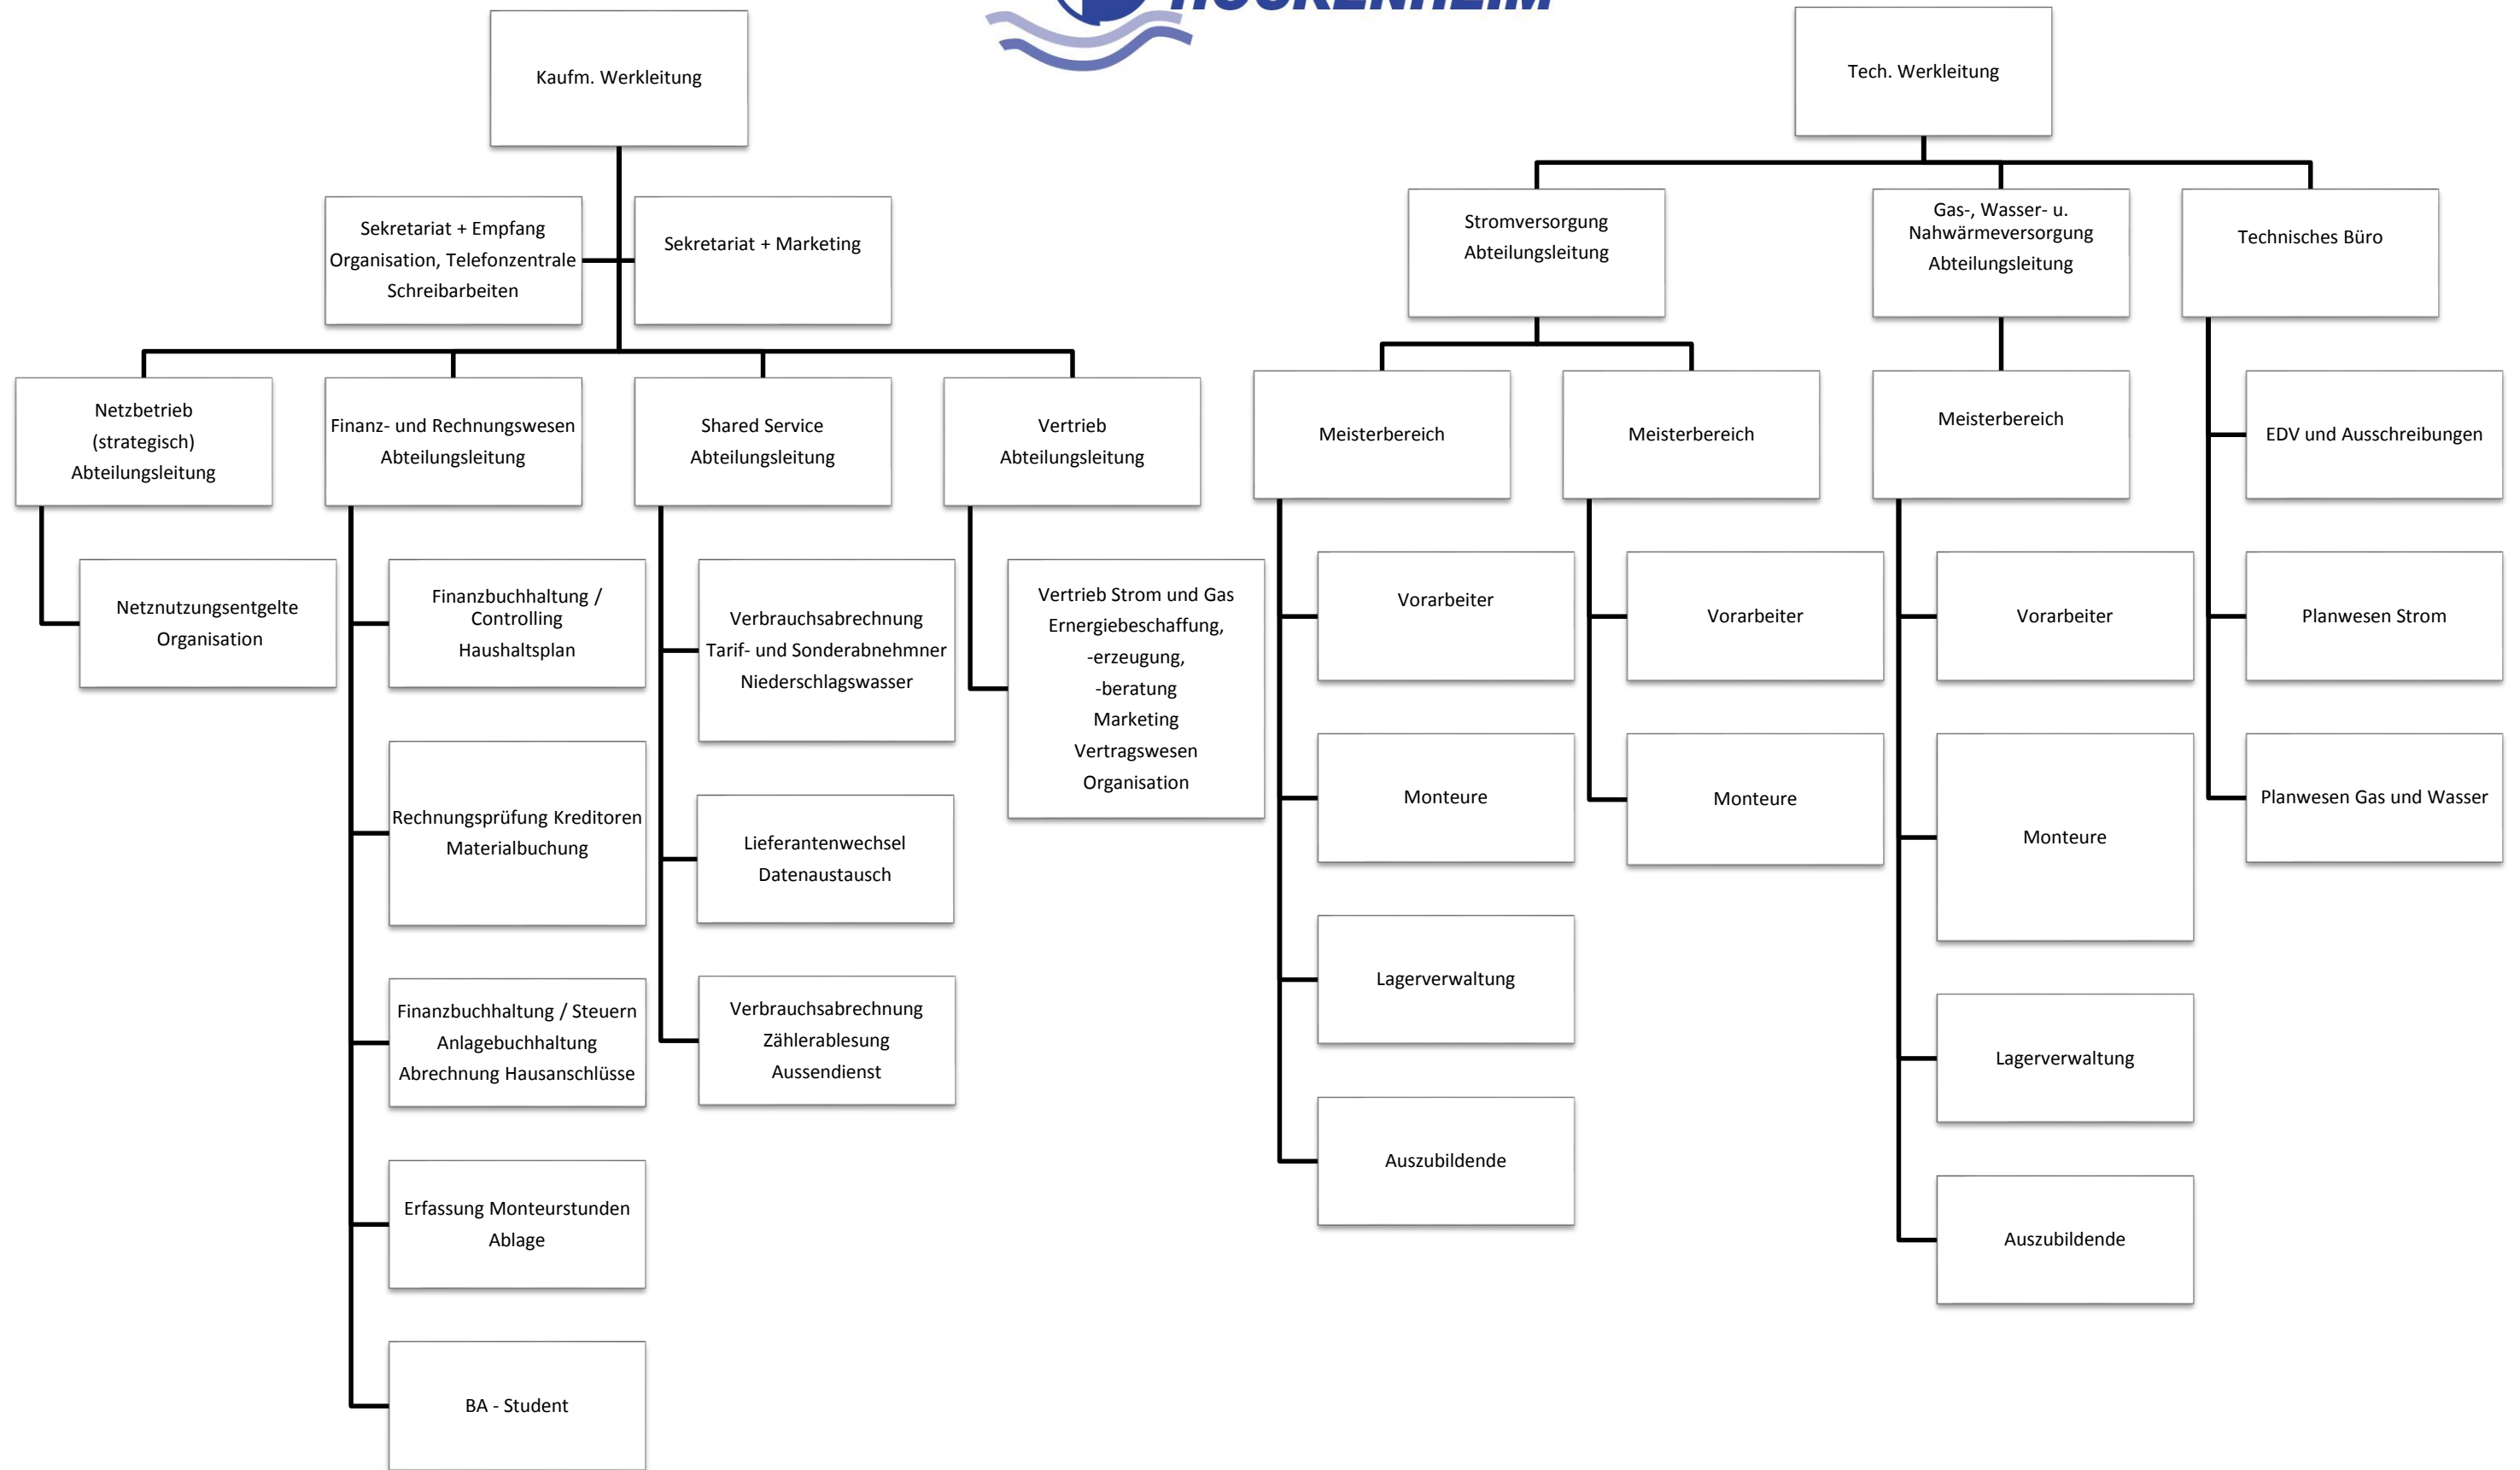 HOCKENHEIM
Kaufm. Werkleitung
Sekretariat + Empfang
Organisation, Telefonzentrale
Schreibarbeiten
Sekretariat + Marketing
Netzbetrieb
(strategisch)
Abteilungsleitung
Netznutzungsentgelte
Organisation
Finanz- und Rechnungswesen
Abteilungsleitung
Finanzbuchhaltung /
Controlling
Haushaltsplan
Rechnungsprüfung Kreditoren
Materialbuchung
Finanzbuchhaltung / Steuern
Anlagebuchhaltung
Abrechnung Hausanschlüsse
Erfassung Monteurstunden
Ablage
BA - Student
Shared Service
Abteilungsleitung
Verbrauchsabrechnung
Tarif- und Sonderabnehmner
Niederschlagswasser
Lieferantenwechsel
Datenaustausch
Verbrauchsabrechnung
Zählerablesung
Aussendienst
Vertrieb
Abteilungsleitung
Vertrieb Strom und Gas
Ernergiebeschaffung,
-erzeugung,
-beratung
Marketing
Vertragswesen
Organisation
Tech. Werkleitung
Stromversorgung
Abteilungsleitung
Meisterbereich
Vorarbeiter
Monteure
Lagerverwaltung
Auszubildende
Meisterbereich
Vorarbeiter
Monteure
Gas-, Wasser- u.
Nahwärmeversorgung
Abteilungsleitung
Meisterbereich
Vorarbeiter
Monteure
Lagerverwaltung
Auszubildende
Technisches Büro
EDV und Ausschreibungen
Planwesen Strom
Planwesen Gas und Wasser